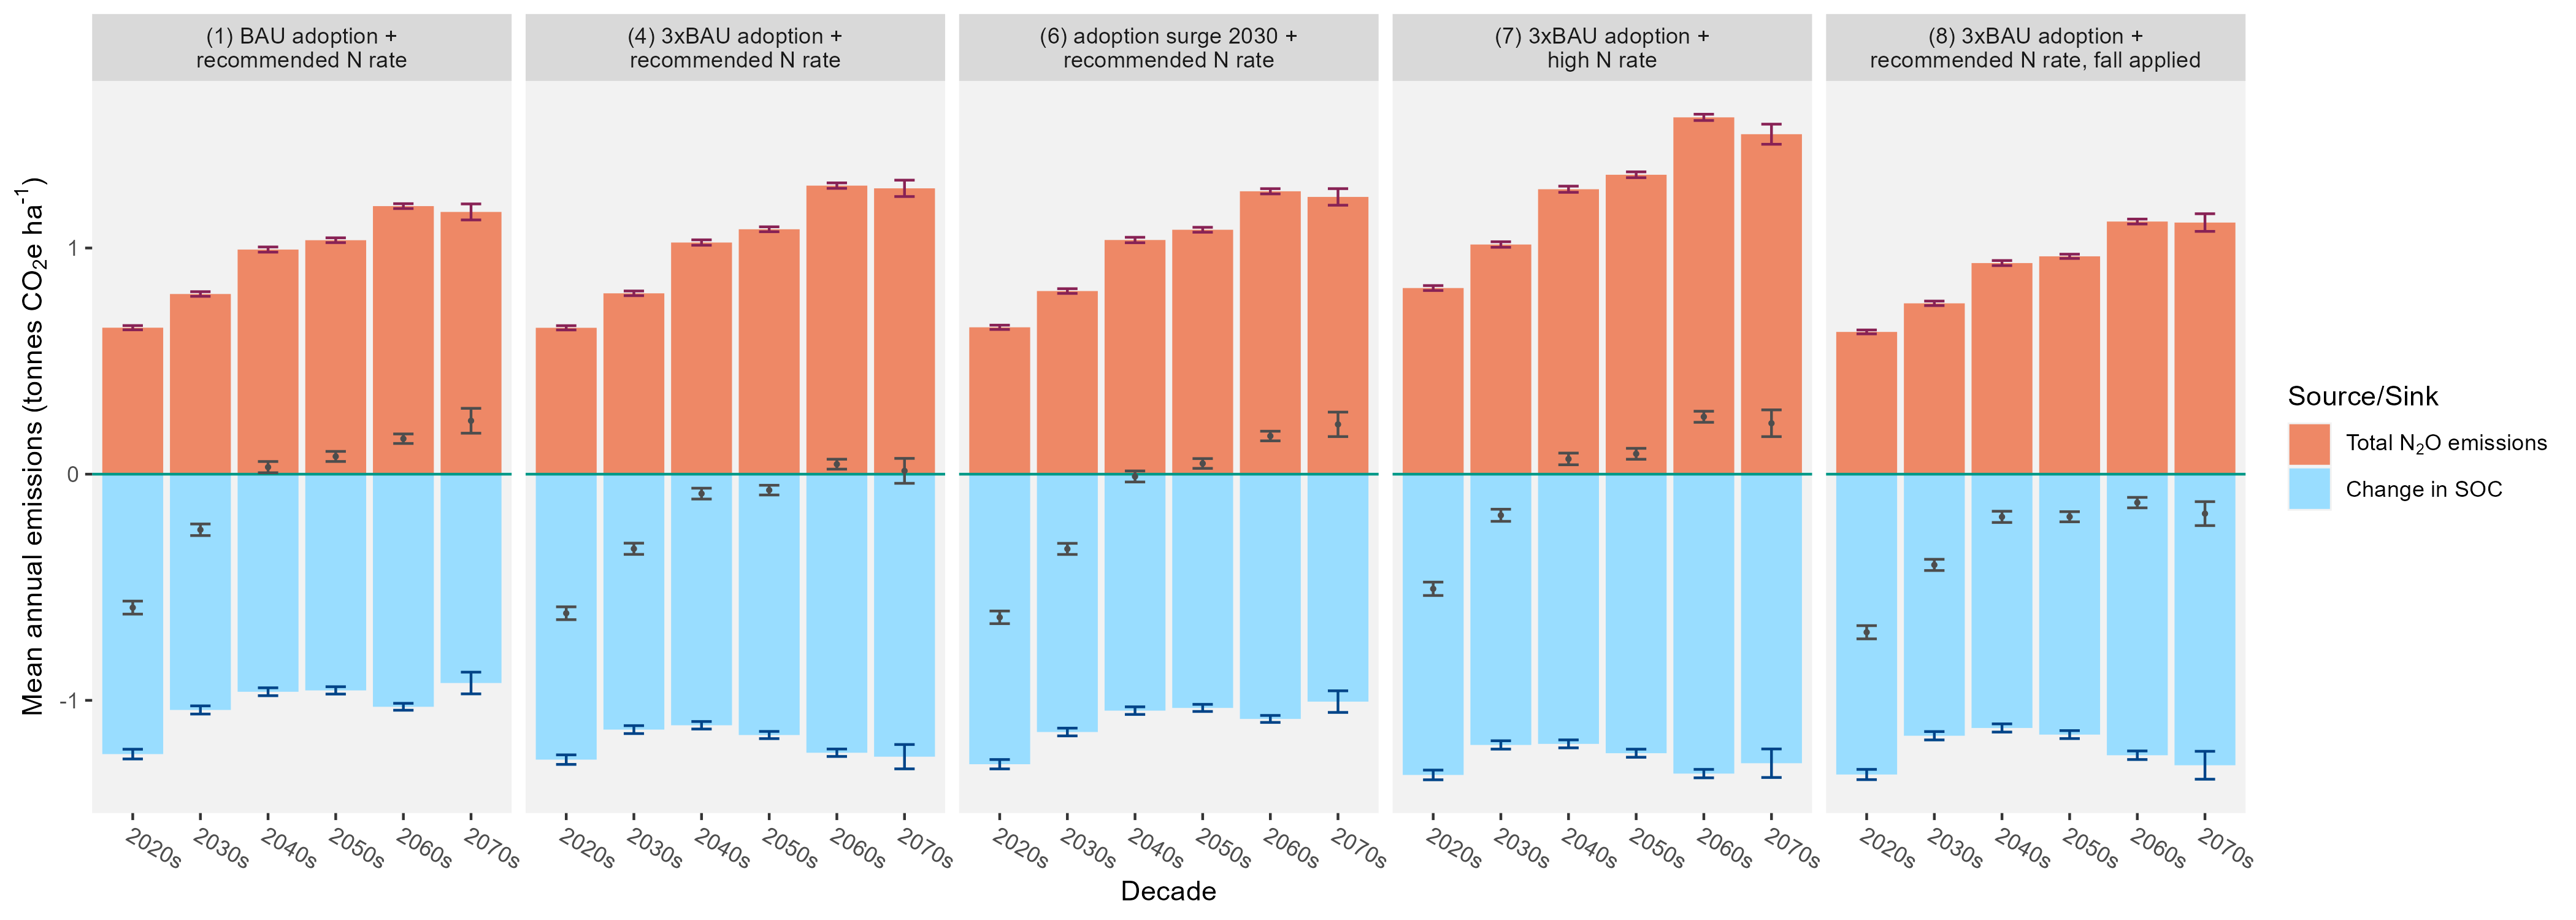 (1) BAU adoption +
recommended N rate
(4) 3xBAU adoption +
recommended N rate
(6) adoption surge 2030 +
recommended N rate
(7) 3xBAU adoption +
high N rate
(8) 3xBAU adoption +
recommended N rate, fall applied
Mean annual emissions (tonnes CO₂e ha⁻¹)
1
0
-1
2020s 2030s 2040s 2050s 2060s 2070s
2020s 2030s 2040s 2050s 2060s 2070s
2020s 2030s 2040s 2050s 2060s 2070s
2020s 2030s 2040s 2050s 2060s 2070s
2020s 2030s 2040s 2050s 2060s 2070s
Decade
Source/Sink
Total N₂O emissions
Change in SOC